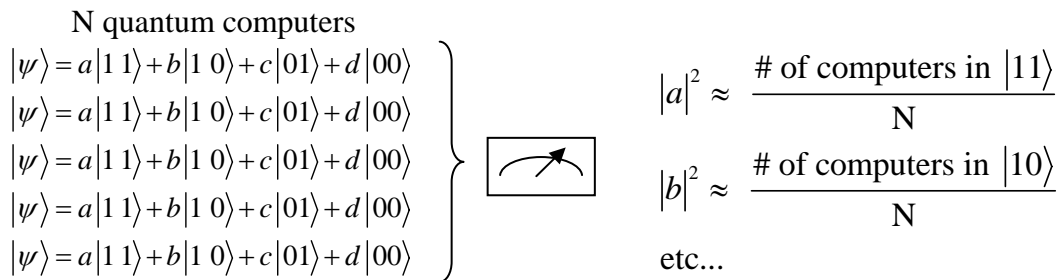 N quantum computers
|ψ⟩ = a|1 1⟩+b|1 0⟩+c|01⟩+d|00⟩
|ψ⟩ = a|1 1⟩+b|1 0⟩+c|01⟩+d|00⟩
|ψ⟩ = a|1 1⟩+b|1 0⟩+c|01⟩+d|00⟩
|ψ⟩ = a|1 1⟩+b|1 0⟩+c|01⟩+d|00⟩
|ψ⟩ = a|1 1⟩+b|1 0⟩+c|01⟩+d|00⟩
|a|² ≈ # of computers in |11⟩
N
|b|² ≈ # of computers in |10⟩
N
etc...